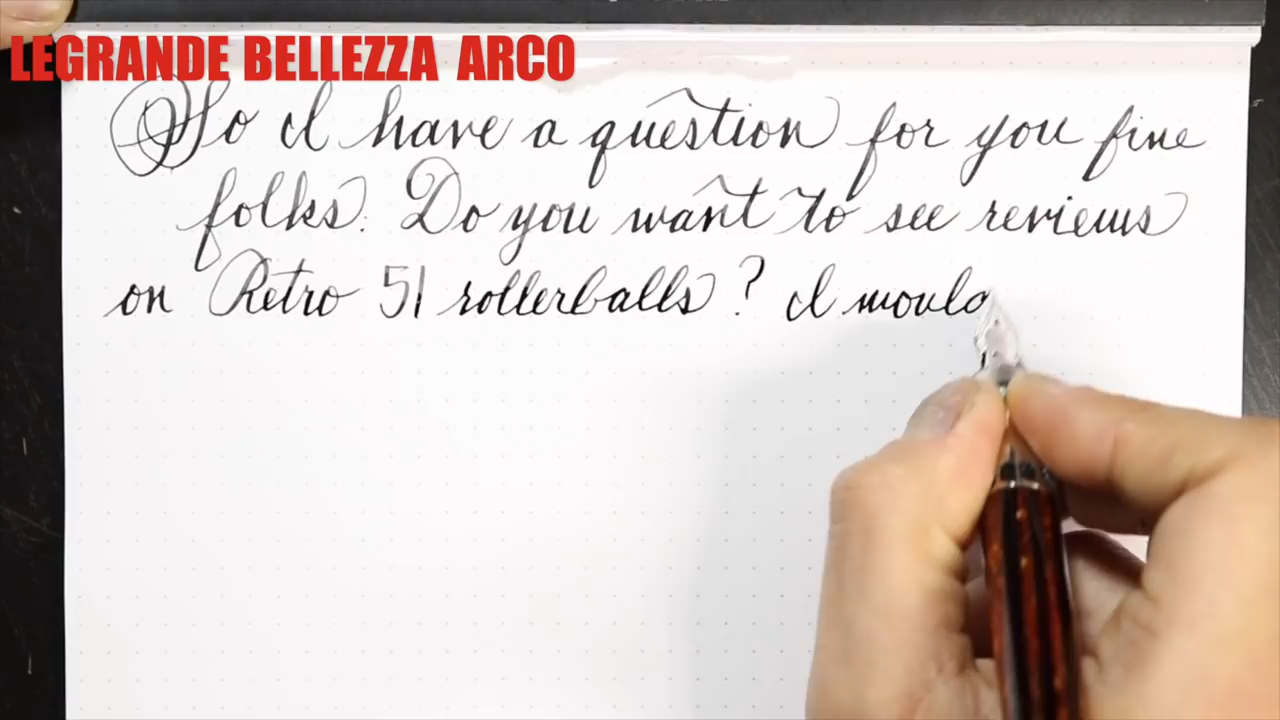 LEGRANDE BELLEZZA ARCO
So I have a question for you fine
folks. Do you want to see reviews
on Retro 51 rollerballs? I would